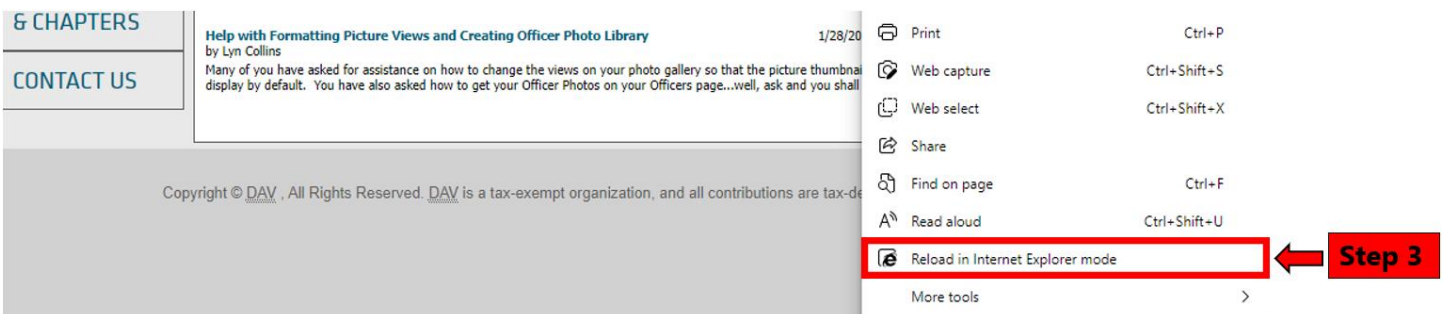 & CHAPTERS
CONTACT US
Help with Formatting Picture Views and Creating Officer Photo Library 1/28/20
by Lyn Collins
Many of you have asked for assistance on how to change the views on your photo gallery so that the picture thumbnai
display by default. You have also asked how to get your Officer Photos on your Officers page...well, ask and you shall
Copyright © DAV , All Rights Reserved. DAV is a tax-exempt organization, and all contributions are tax-de
Print Ctrl+P
Web capture Ctrl+Shift+S
Web select Ctrl+Shift+X
Share
Find on page Ctrl+F
Read aloud Ctrl+Shift+U
Reload in Internet Explorer mode
Step 3
More tools